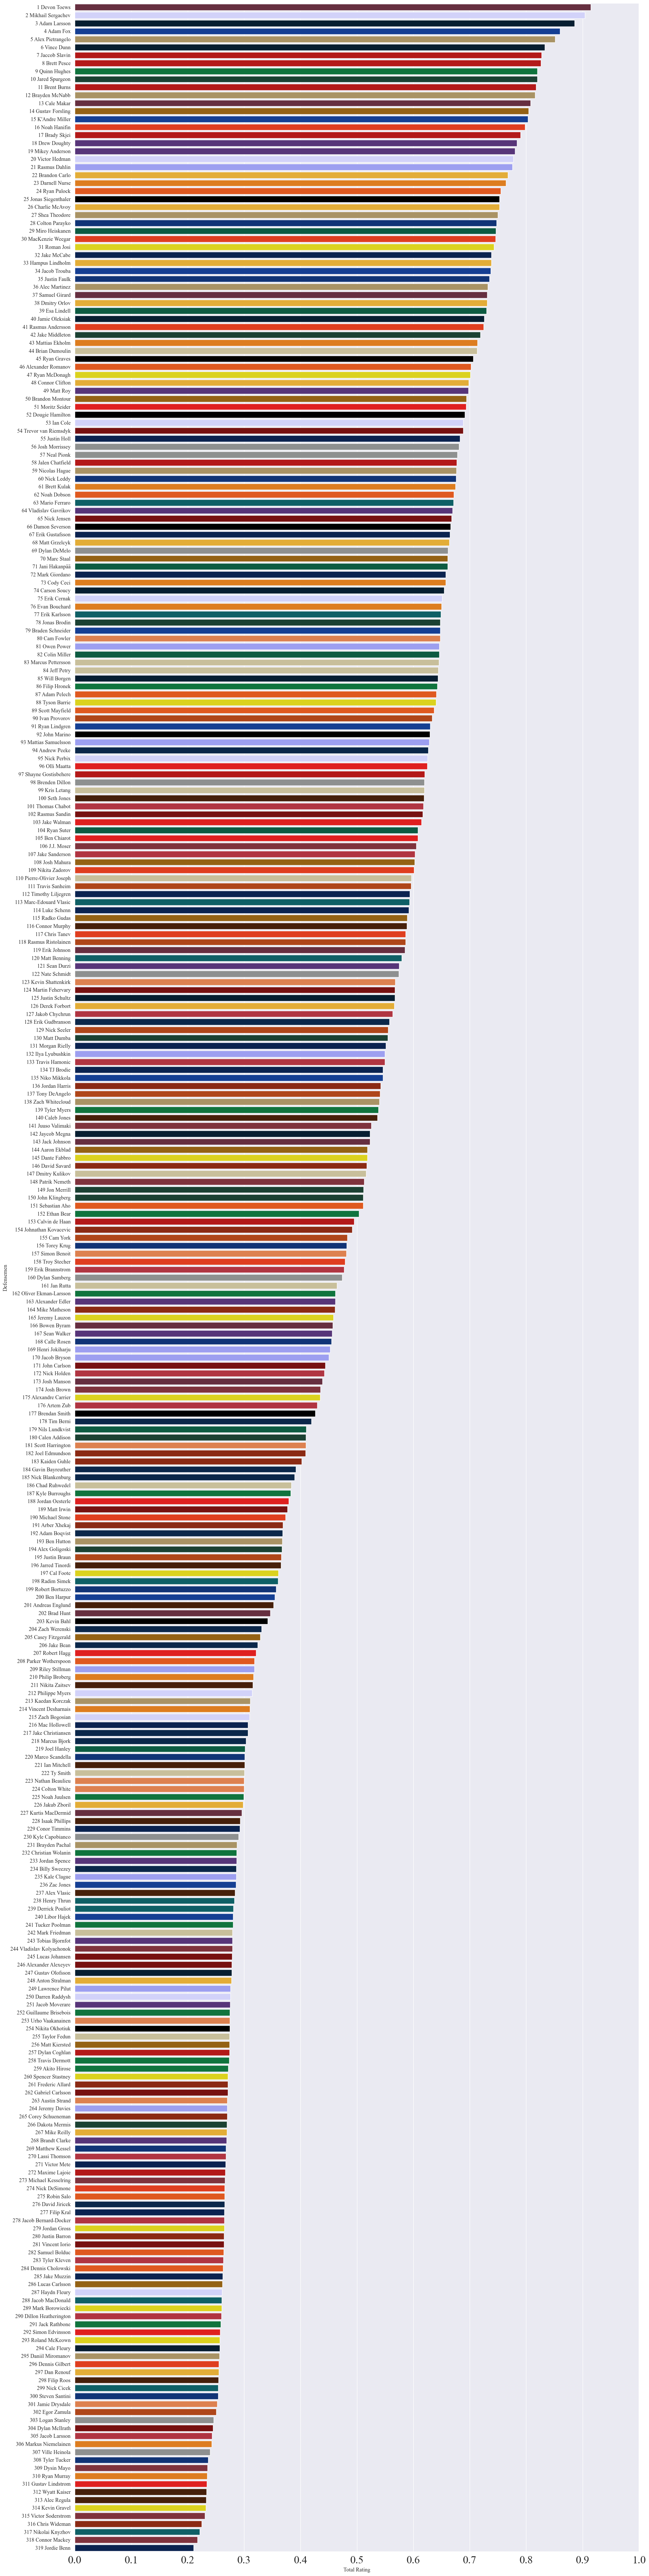 1 Devon Toews
2 Mikhail Sergachev
3 Adam Larsson
4 Adam Fox
5 Alex Pietrangelo
6 Vince Dunn
7 Jaccob Slavin
8 Brett Pesce
9 Quinn Hughes
10 Jared Spurgeon
11 Brent Burns
12 Brayden McNabb
13 Cale Makar
14 Gustav Forsling
15 K'Andre Miller
16 Noah Hanifin
17 Brady Skjei
18 Drew Doughty
19 Mikey Anderson
20 Victor Hedman
21 Rasmus Dahlin
22 Brandon Carlo
23 Darnell Nurse
24 Ryan Pulock
25 Jonas Siegenthaler
26 Charlie McAvoy
27 Shea Theodore
28 Colton Parayko
29 Miro Heiskanen
30 MacKenzie Weegar
31 Roman Josi
32 Jake McCabe
33 Hampus Lindholm
34 Jacob Trouba
35 Justin Faulk
36 Alec Martinez
37 Samuel Girard
38 Dmitry Orlov
39 Esa Lindell
40 Jamie Oleksiak
41 Rasmus Andersson
42 Jake Middleton
43 Mattias Ekholm
44 Brian Dumoulin
45 Ryan Graves
46 Alexander Romanov
47 Ryan McDonagh
48 Connor Clifton
49 Matt Roy
50 Brandon Montour
51 Moritz Seider
52 Dougie Hamilton
53 Ian Cole
54 Trevor van Riemsdyk
55 Justin Holl
56 Josh Morrissey
57 Neal Pionk
58 Jalen Chatfield
59 Nicolas Hague
60 Nick Leddy
61 Brett Kulak
62 Noah Dobson
63 Mario Ferraro
64 Vladislav Gavrikov
65 Nick Jensen
66 Damon Severson
67 Erik Gustafsson
68 Matt Grzelcyk
69 Dylan DeMelo
70 Marc Staal
71 Jani Hakanpää
72 Mark Giordano
73 Cody Ceci
74 Carson Soucy
75 Erik Cernak
76 Evan Bouchard
77 Erik Karlsson
78 Jonas Brodin
79 Braden Schneider
80 Cam Fowler
81 Owen Power
82 Colin Miller
83 Marcus Pettersson
84 Jeff Petry
85 Will Borgen
86 Filip Hronek
87 Adam Pelech
88 Tyson Barrie
89 Scott Mayfield
90 Ivan Provorov
91 Ryan Lindgren
92 John Marino
93 Mattias Samuelsson
94 Andrew Peeke
95 Nick Perbix
96 Olli Maatta
97 Shayne Gostisbehere
98 Brenden Dillon
99 Kris Letang
100 Seth Jones
101 Thomas Chabot
102 Rasmus Sandin
103 Jake Walman
104 Ryan Suter
105 Ben Chiarot
106 J.J. Moser
107 Jake Sanderson
108 Josh Mahura
109 Nikita Zadorov
110 Pierre-Olivier Joseph
111 Travis Sanheim
112 Timothy Liljegren
113 Marc-Edouard Vlasic
114 Luke Schenn
115 Radko Gudas
116 Connor Murphy
117 Chris Tanev
118 Rasmus Ristolainen
119 Erik Johnson
120 Matt Benning
121 Sean Durzi
122 Nate Schmidt
123 Kevin Shattenkirk
124 Martin Fehervary
125 Justin Schultz
126 Derek Forbort
127 Jakob Chychrun
128 Erik Gudbranson
129 Nick Seeler
130 Matt Dumba
131 Morgan Rielly
132 Ilya Lyubushkin
133 Travis Hamonic
134 TJ Brodie
135 Niko Mikkola
136 Jordan Harris
137 Tony DeAngelo
138 Zach Whitecloud
139 Tyler Myers
140 Caleb Jones
141 Juuso Valimaki
142 Jaycob Megna
143 Jack Johnson
144 Aaron Ekblad
145 Dante Fabbro
146 David Savard
147 Dmitry Kulikov
148 Patrik Nemeth
149 Jon Merrill
150 John Klingberg
151 Sebastian Aho
152 Ethan Bear
153 Calvin de Haan
154 Johnathan Kovacevic
155 Cam York
156 Torey Krug
157 Simon Benoit
158 Troy Stecher
159 Erik Brannstrom
160 Dylan Samberg
161 Jan Rutta
162 Oliver Ekman-Larsson
163 Alexander Edler
164 Mike Matheson
165 Jeremy Lauzon
166 Bowen Byram
167 Sean Walker
168 Calle Rosen
169 Henri Jokiharju
170 Jacob Bryson
171 John Carlson
172 Nick Holden
173 Josh Manson
174 Josh Brown
175 Alexandre Carrier
176 Artem Zub
177 Brendan Smith
178 Tim Berni
179 Nils Lundkvist
180 Calen Addison
181 Scott Harrington
182 Joel Edmundson
183 Kaiden Guhle
184 Gavin Bayreuther
185 Nick Blankenburg
186 Chad Ruhwedel
187 Kyle Burroughs
188 Jordan Oesterle
189 Matt Irwin
190 Michael Stone
191 Arber Xhekaj
192 Adam Boqvist
193 Ben Hutton
194 Alex Goligoski
195 Justin Braun
196 Jarred Tinordi
197 Cal Foote
198 Radim Simek
199 Robert Bortuzzo
200 Ben Harpur
201 Andreas Englund
202 Brad Hunt
203 Kevin Bahl
204 Zach Werenski
205 Casey Fitzgerald
206 Jake Bean
207 Robert Hagg
208 Parker Wotherspoon
209 Riley Stillman
210 Philip Broberg
211 Nikita Zaitsev
212 Philippe Myers
213 Kaedan Korczak
214 Vincent Desharnais
215 Zach Bogosian
216 Mac Hollowell
217 Jake Christiansen
218 Marcus Bjork
219 Joel Hanley
220 Marco Scandella
221 Ian Mitchell
222 Ty Smith
223 Nathan Beaulieu
224 Colton White
225 Noah Juulsen
226 Jakub Zboril
227 Kurtis MacDermid
228 Isaak Phillips
229 Conor Timmins
230 Kyle Capobianco
231 Brayden Pachal
232 Christian Wolanin
233 Jordan Spence
234 Billy Sweezey
235 Kale Clague
236 Zac Jones
237 Alex Vlasic
238 Henry Thrun
239 Derrick Pouliot
240 Libor Hajek
241 Tucker Poolman
242 Mark Friedman
243 Tobias Bjornfot
244 Vladislav Kolyachonok
245 Lucas Johansen
246 Alexander Alexeyev
247 Gustav Olofsson
248 Anton Stralman
249 Lawrence Pilut
250 Darren Raddysh
251 Jacob Moverare
252 Guillaume Brisebois
253 Urho Vaakanainen
254 Nikita Okhotiuk
255 Taylor Fedun
256 Matt Kiersted
257 Dylan Coghlan
258 Travis Dermott
259 Akito Hirose
260 Spencer Stastney
261 Frederic Allard
262 Gabriel Carlsson
263 Austin Strand
264 Jeremy Davies
265 Corey Schueneman
266 Dakota Mermis
267 Mike Reilly
268 Brandt Clarke
269 Matthew Kessel
270 Lassi Thomson
271 Victor Mete
272 Maxime Lajoie
273 Michael Kesselring
274 Nick DeSimone
275 Robin Salo
276 David Jiricek
277 Filip Kral
278 Jacob Bernard-Docker
279 Jordan Gross
280 Justin Barron
281 Vincent Iorio
282 Samuel Bolduc
283 Tyler Kleven
284 Dennis Cholowski
285 Jake Muzzin
286 Lucas Carlsson
287 Haydn Fleury
288 Jacob MacDonald
289 Mark Borowiecki
290 Dillon Heatherington
291 Jack Rathbone
292 Simon Edvinsson
293 Roland McKeown
294 Cale Fleury
295 Daniil Miromanov
296 Dennis Gilbert
297 Dan Renouf
298 Filip Roos
299 Nick Cicek
300 Steven Santini
301 Jamie Drysdale
302 Egor Zamula
303 Logan Stanley
304 Dylan McIlrath
305 Jacob Larsson
306 Markus Niemelainen
307 Ville Heinola
308 Tyler Tucker
309 Dysin Mayo
310 Ryan Murray
311 Gustav Lindstrom
312 Wyatt Kaiser
313 Alec Regula
314 Kevin Gravel
315 Victor Soderstrom
316 Chris Wideman
317 Nikolai Knyzhov
318 Connor Mackey
319 Jordie Benn
Defensemen
0.0 0.1 0.2 0.3 0.4 0.5 0.6 0.7 0.8 0.9 1.0
Total Rating